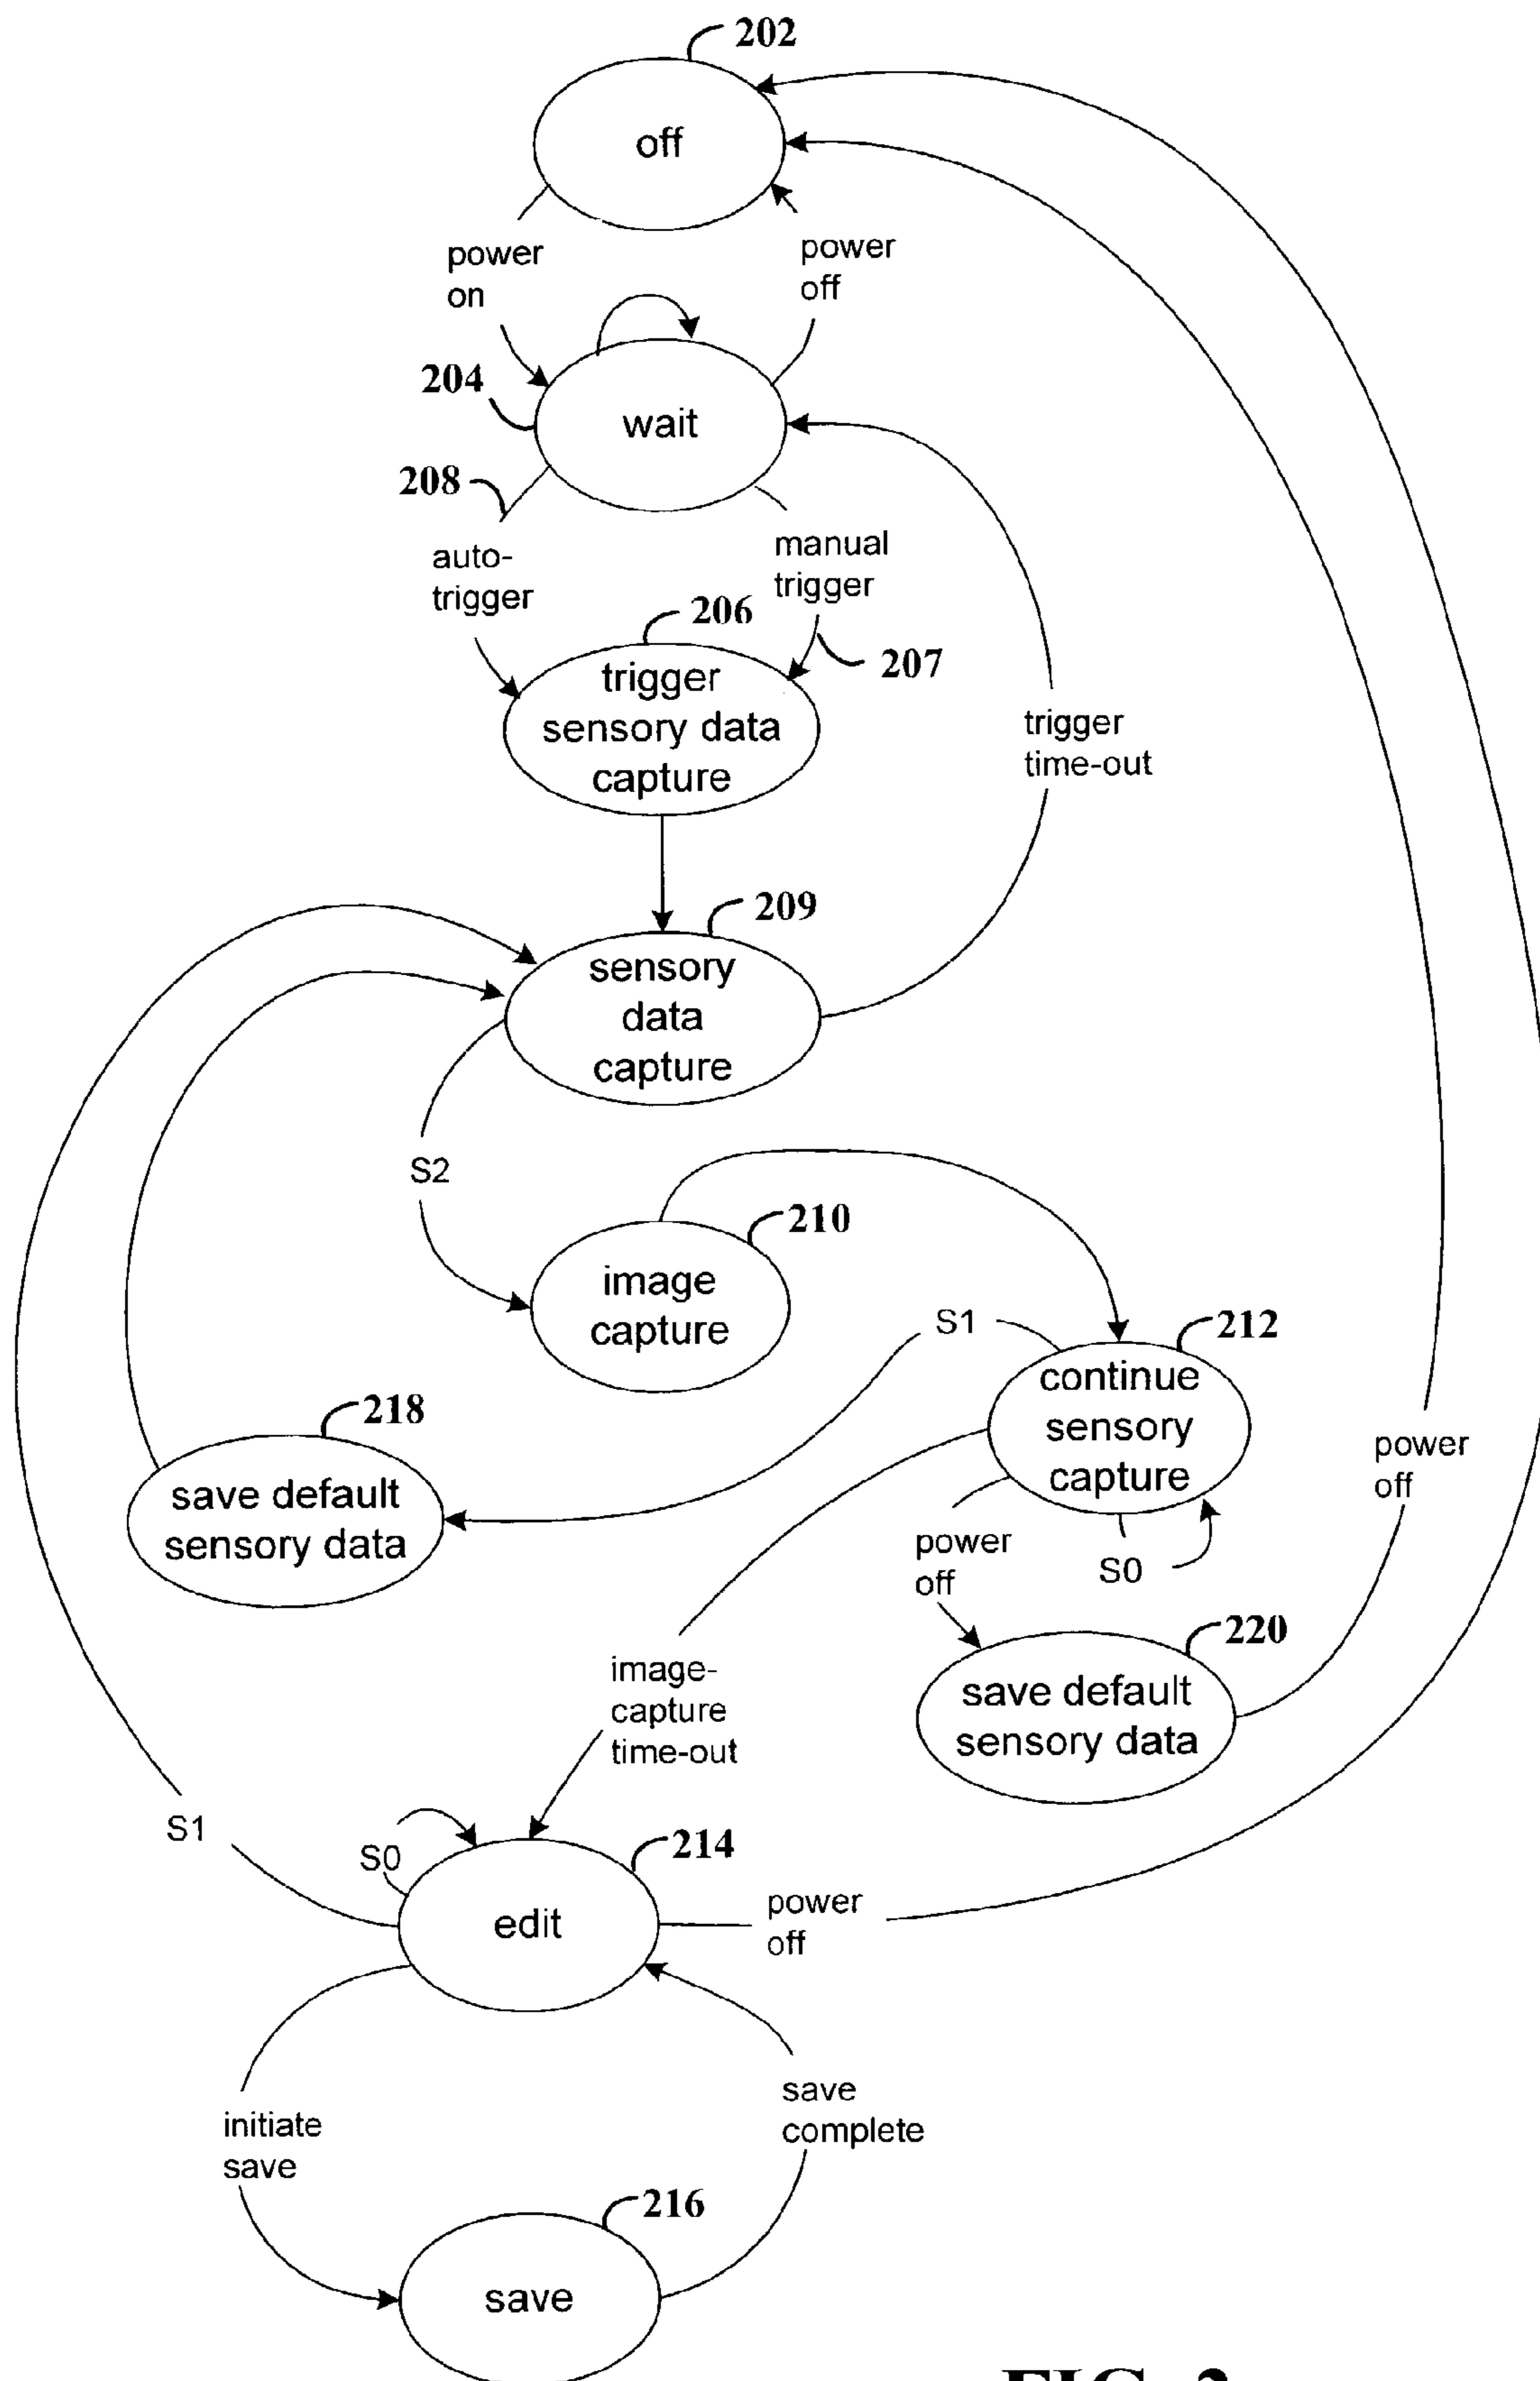 202
off
power
on
power
off
204
wait
208
auto-
trigger
manual
trigger
206
207
trigger
sensory data
capture
trigger
time-out
209
sensory
data
capture
S2
210
image
capture
S1
212
continue
sensory
capture
218
save default
sensory data
power
off
power
off
S0
220
save default
sensory data
image-
capture
time-out
S1
S0
214
edit
power
off
save
complete
initiate
save
216
save